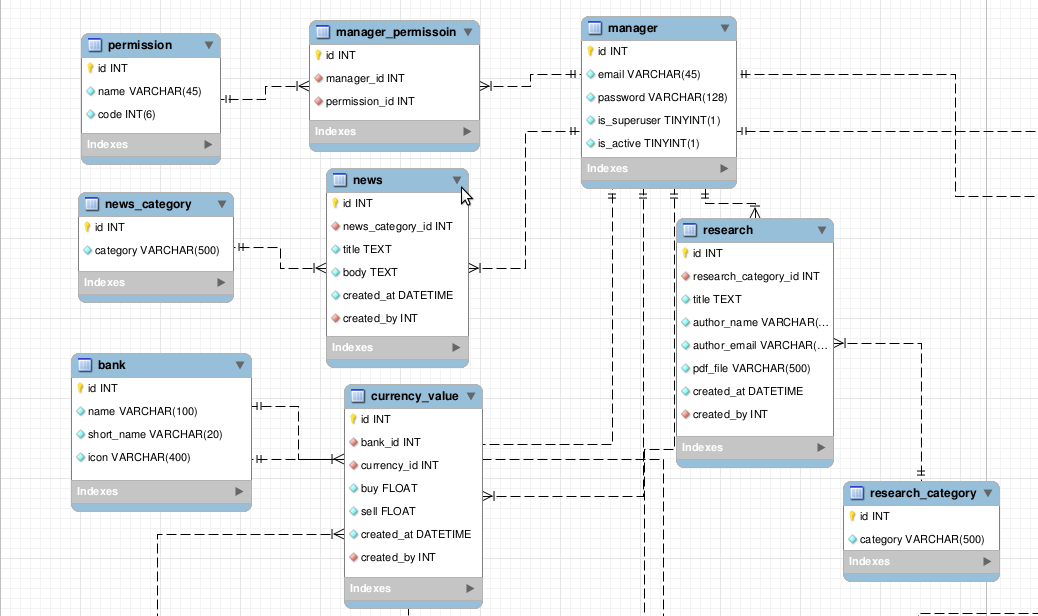 permission
id INT
name VARCHAR(45)
code INT(6)
Indexes
manager_permissoin
id INT
manager_id INT
permission_id INT
Indexes
manager
id INT
email VARCHAR(45)
password VARCHAR(128)
is_superuser TINYINT(1)
is_active TINYINT(1)
Indexes
news_category
id INT
category VARCHAR(500)
Indexes
news
id INT
news_category_id INT
title TEXT
body TEXT
created_at DATETIME
created_by INT
Indexes
research
id INT
research_category_id INT
title TEXT
author_name VARCHAR(...
author_email VARCHAR(...
pdf_file VARCHAR(500)
created_at DATETIME
created_by INT
Indexes
bank
id INT
name VARCHAR(100)
short_name VARCHAR(20)
icon VARCHAR(400)
Indexes
currency_value
id INT
bank_id INT
currency_id INT
buy FLOAT
sell FLOAT
created_at DATETIME
created_by INT
Indexes
research_category
id INT
category VARCHAR(500)
Indexes